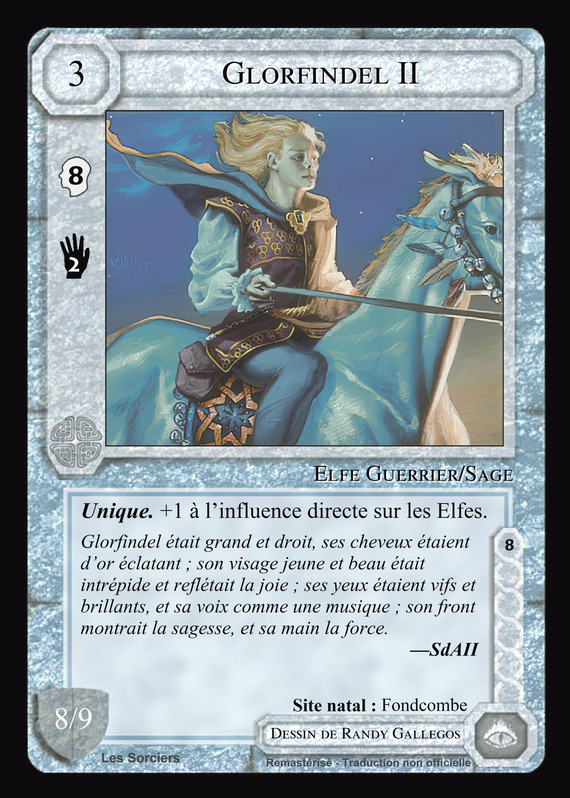 3
Glorfindel II
8
2
Elfe Guerrier/Sage
Unique. +1 à l'influence directe sur les Elfes.
Glorfindel était grand et droit, ses cheveux étaient
d'or éclatant ; son visage jeune et beau était
intrépide et reflétait la joie ; ses yeux étaient vifs et
brillants, et sa voix comme une musique ; son front
montrait la sagesse, et sa main la force.
—SdAII
8
Site natal : Fondcombe
8/9
Dessin de Randy Gallegos
Les Sorciers
Remastérisé - Traduction non officielle